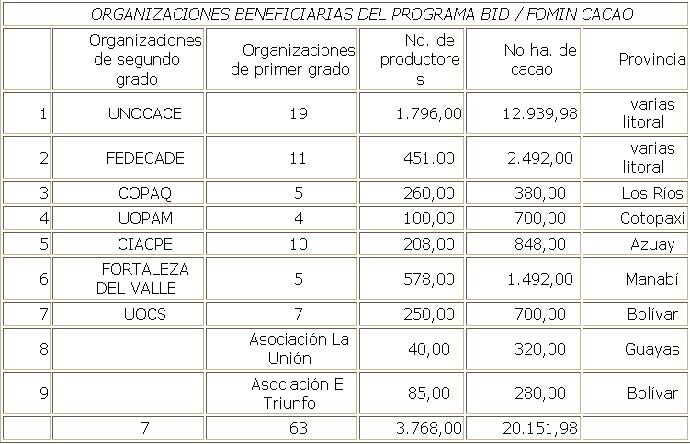 ORGANIZACIONES BENEFICIARIAS DEL PROGRAMA BID / FOMIN CACAO
Organizaciones de segundo grado Organizaciones de primer grado No. de productores No ha. de cacao Provincia
1 UNOCACE 19 1.796,00 12.939,98 varias litoral
2 FEDECADE 11 451.00 2.492,00 varias litoral
3 COPAQ 5 260,00 380,00 Los Ríos
4 UOPAM 4 100,00 700,00 Cotopaxi
5 CIACPE 10 208,00 848,00 Azuay
6 FORTALEZA DEL VALLE 5 578,00 1.492,00 Manabí
7 UOCS 7 250,00 700,00 Bolívar
8 Asociación La Unión 40,00 320,00 Guayas
9 Asociación E Triunfo 85,00 280,00 Bolívar
7 63 3.768,00 20.151,98